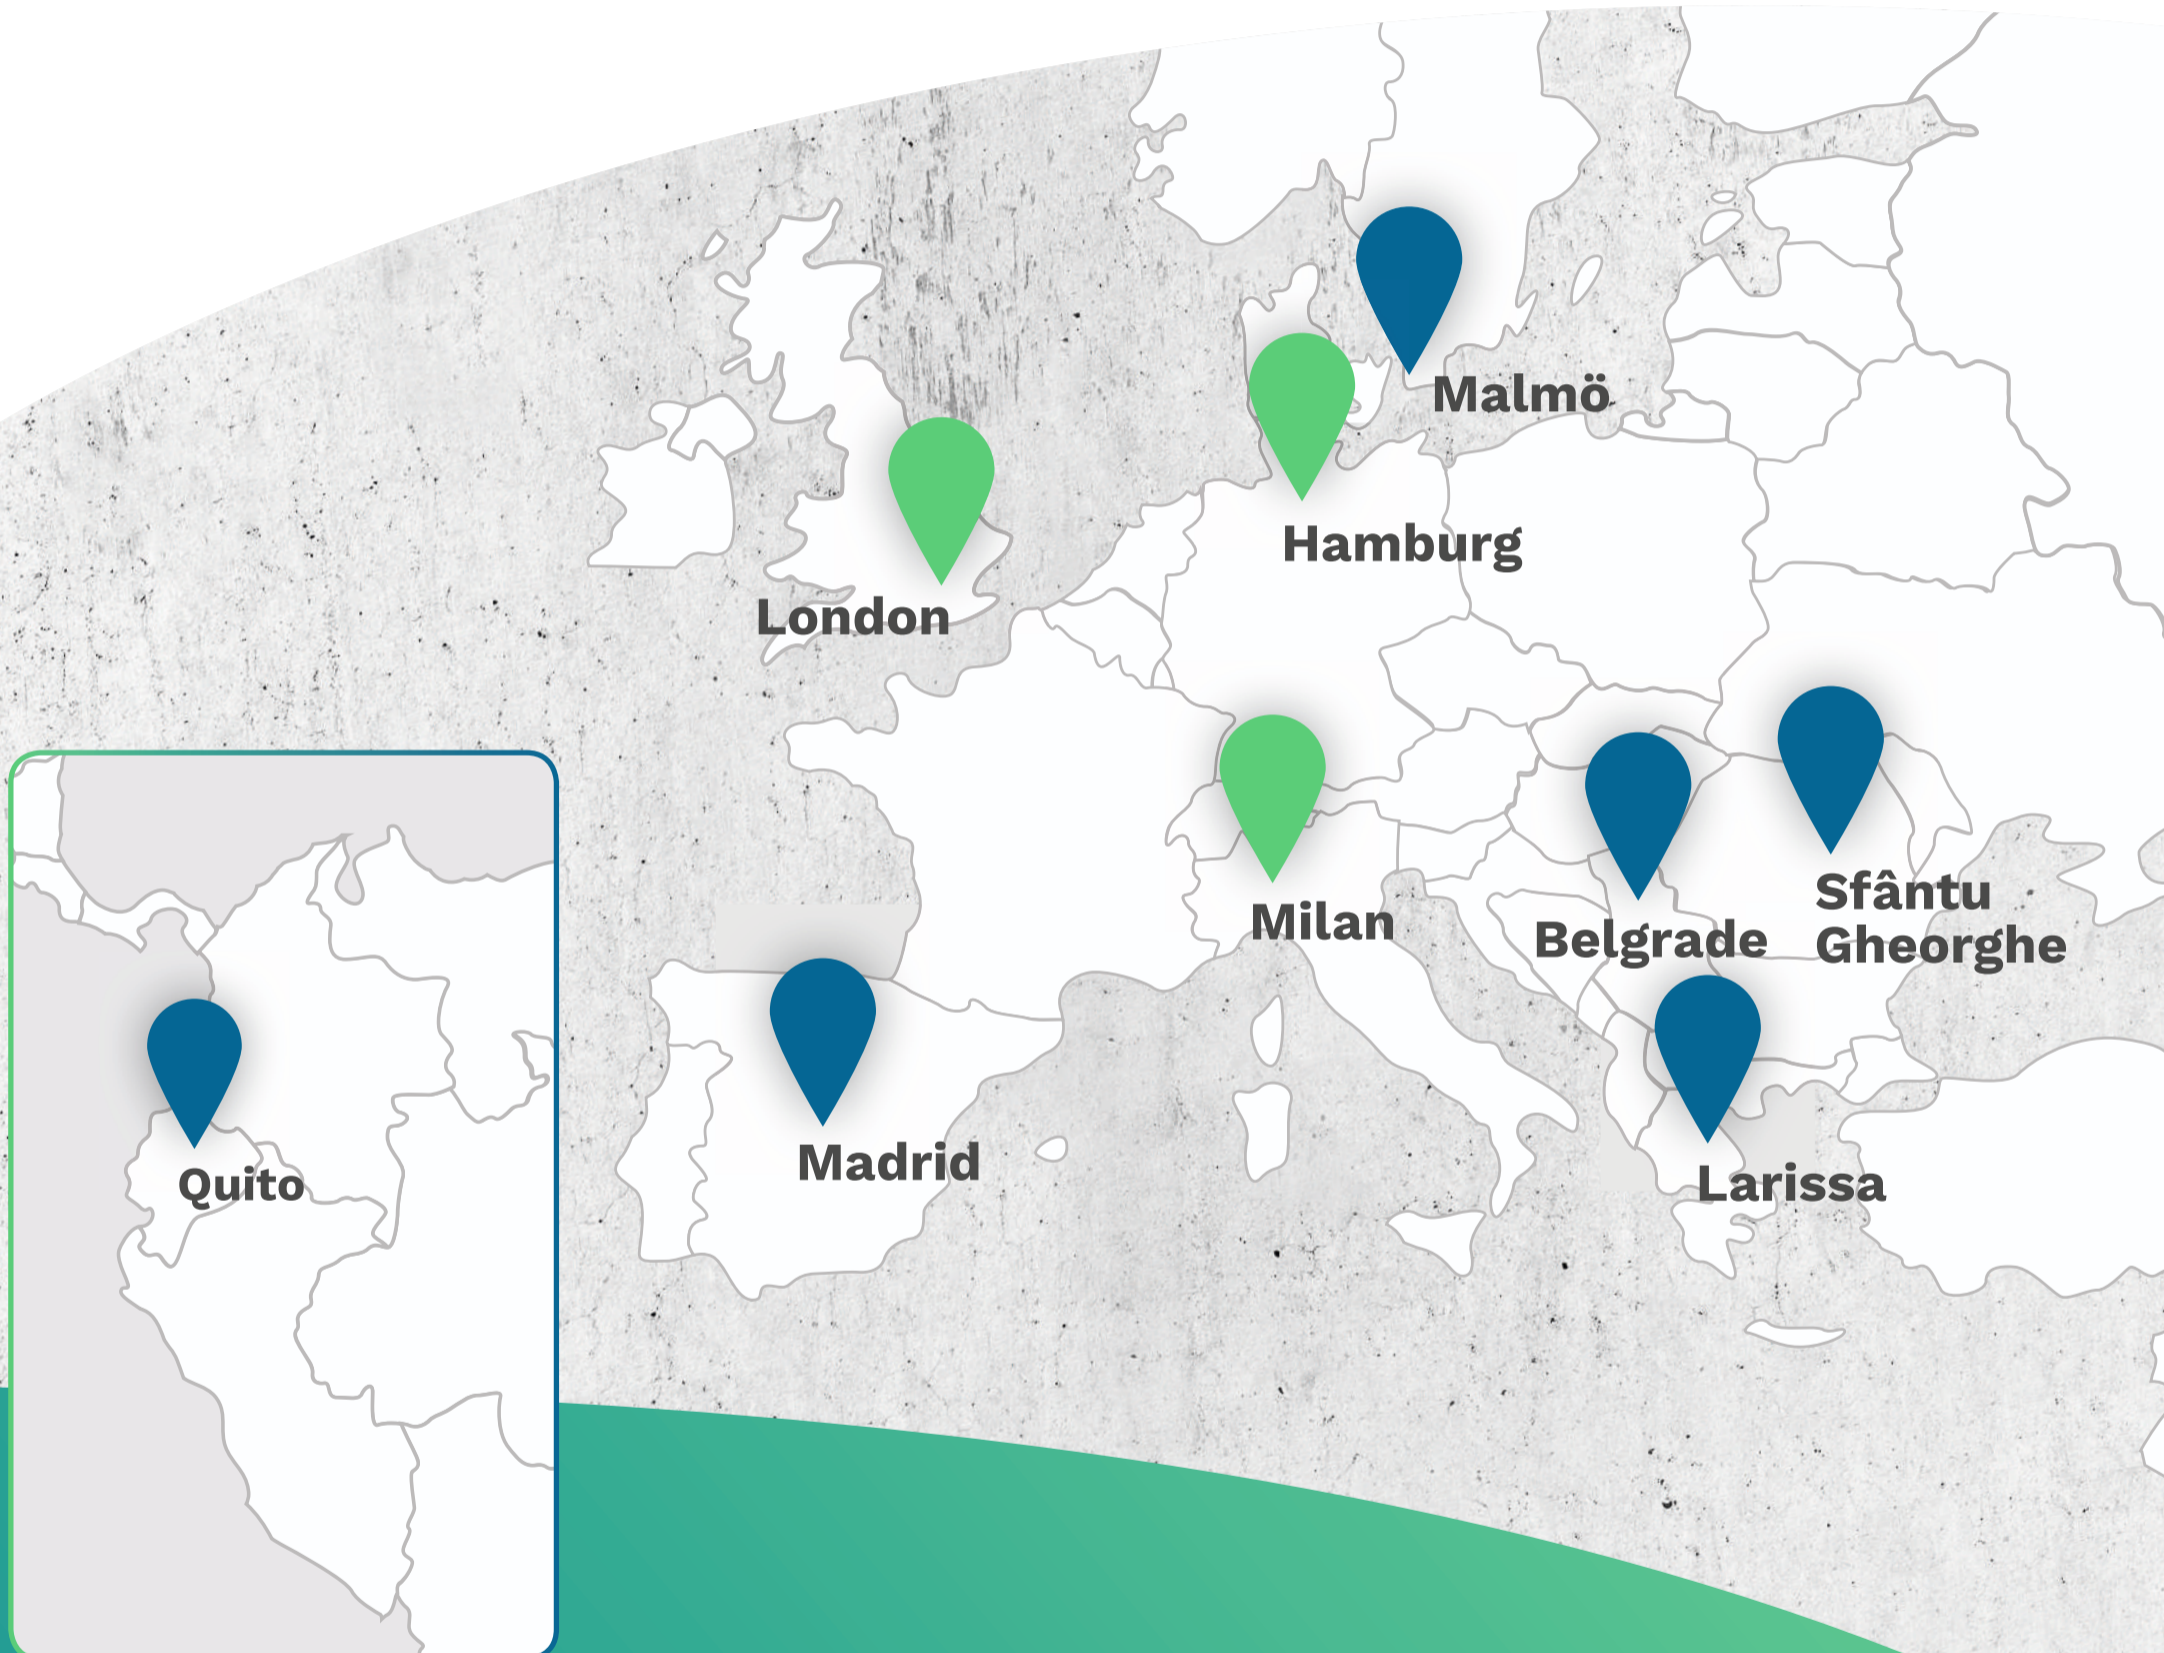 Malmö
Hamburg
London
Milan
Belgrade
Sfântu
Gheorghe
Madrid
Larissa
Quito